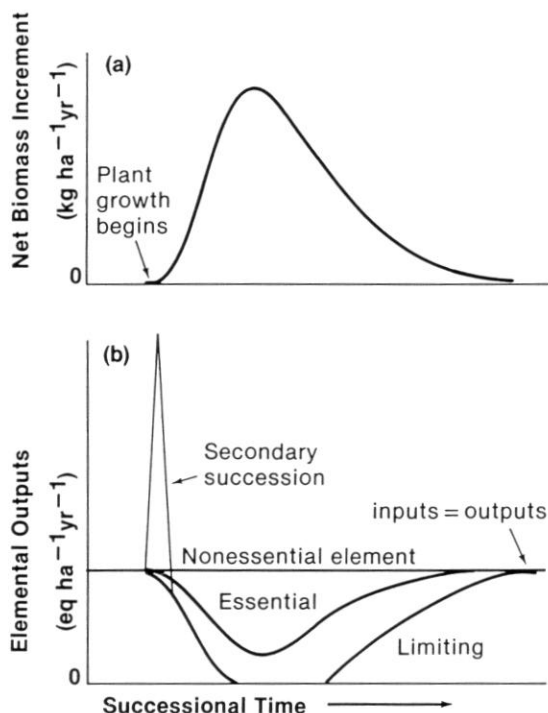 (a)
Net Biomass Increment
(kg ha⁻¹yr⁻¹)
Plant
growth
begins
0
(b)
Elemental Outputs
(eq ha⁻¹yr⁻¹)
Secondary
succession
inputs = outputs
Nonessential element
Essential
Limiting
0
Successional Time